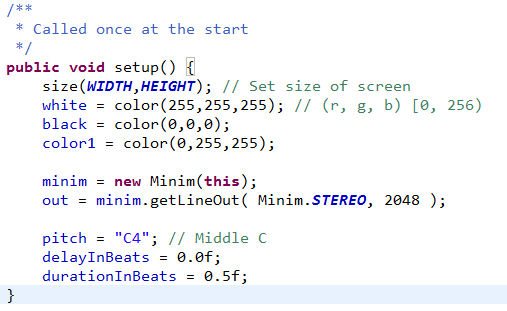 /**
 * Called once at the start
 */
public void setup() {
    size(WIDTH,HEIGHT); // Set size of screen
    white = color(255,255,255); // (r, g, b) [0, 256)
    black = color(0,0,0);
    color1 = color(0,255,255);

    minim = new Minim(this);
    out = minim.getLineOut( Minim.STEREO, 2048 );

    pitch = "C4"; // Middle C
    delayInBeats = 0.0f;
    durationInBeats = 0.5f;
}